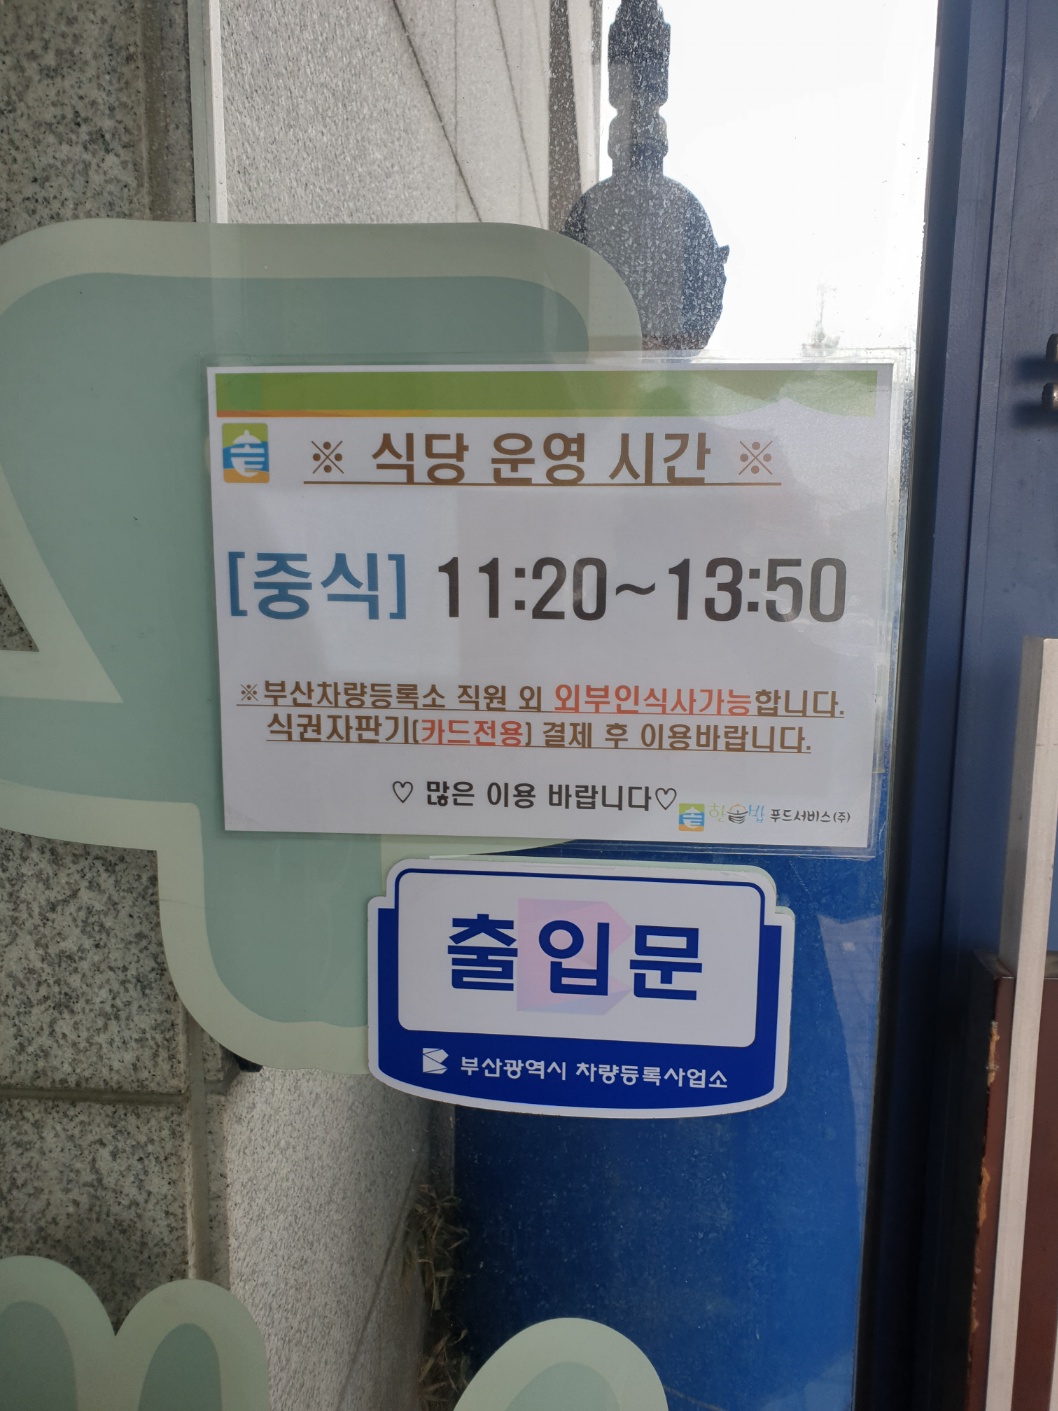 ※ 식당 운영 시간 ※
[중식] 11:20~13:50
※부산차량등록소 직원 외 외부인식사가능합니다.
식권자판기(카드전용) 결제 후 이용바랍니다.
♡ 많은 이용 바랍니다♡
솥 한솥밥 푸드서비스(주)
출입문
부산광역시 차량등록사업소